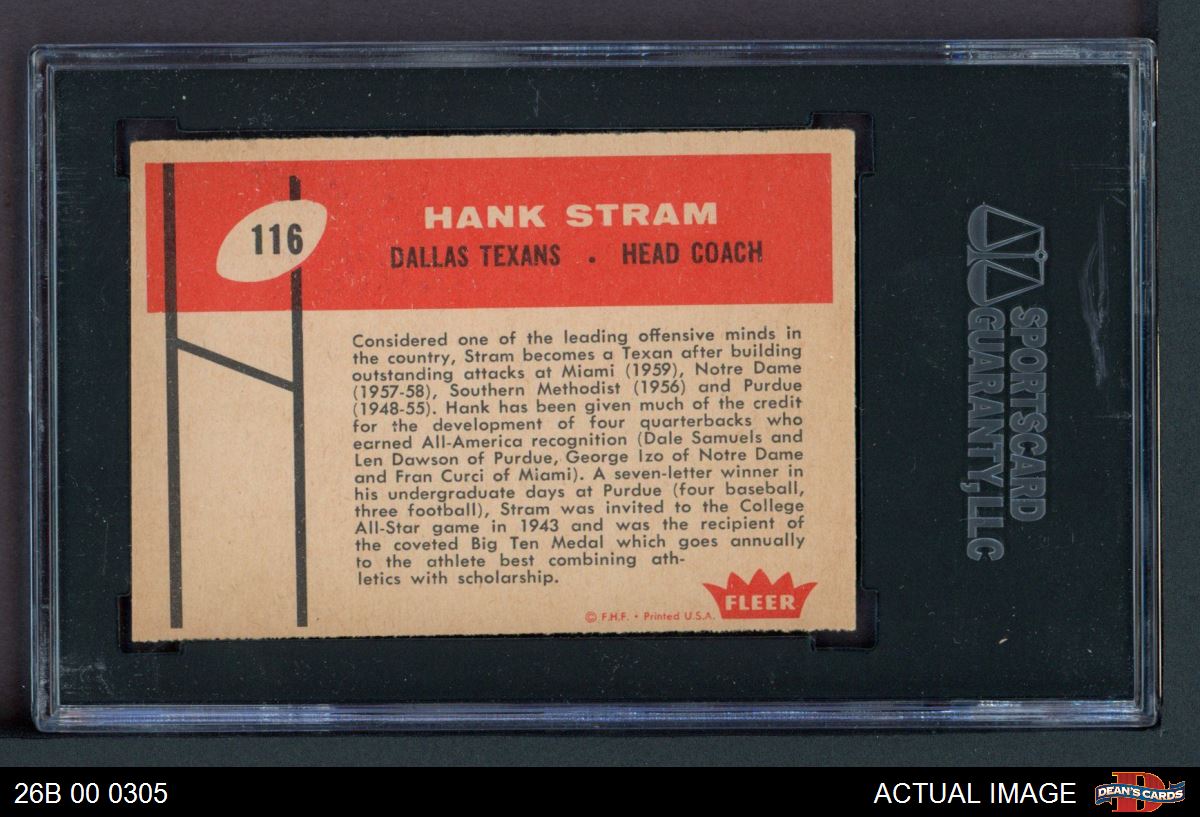 116
HANK STRAM
DALLAS TEXANS . HEAD COACH
Considered one of the leading offensive minds in
the country, Stram becomes a Texan after building
outstanding attacks at Miami (1959), Notre Dame
(1957-58), Southern Methodist (1956) and Purdue
(1948-55). Hank has been given much of the credit
for the development of four quarterbacks who
earned All-America recognition (Dale Samuels and
Len Dawson of Purdue, George Izo of Notre Dame
and Fran Curci of Miami). A seven-letter winner in
his undergraduate days at Purdue (four baseball,
three football), Stram was invited to the College
All-Star game in 1943 and was the recipient of
the coveted Big Ten Medal which goes annually
to the athlete best combining ath-
letics with scholarship.
FLEER
© F.H.F. • Printed U.S.A.
SPORTSCARD
GUARANTY, LLC
26B 00 0305
ACTUAL IMAGE
DEAN'S CARDS